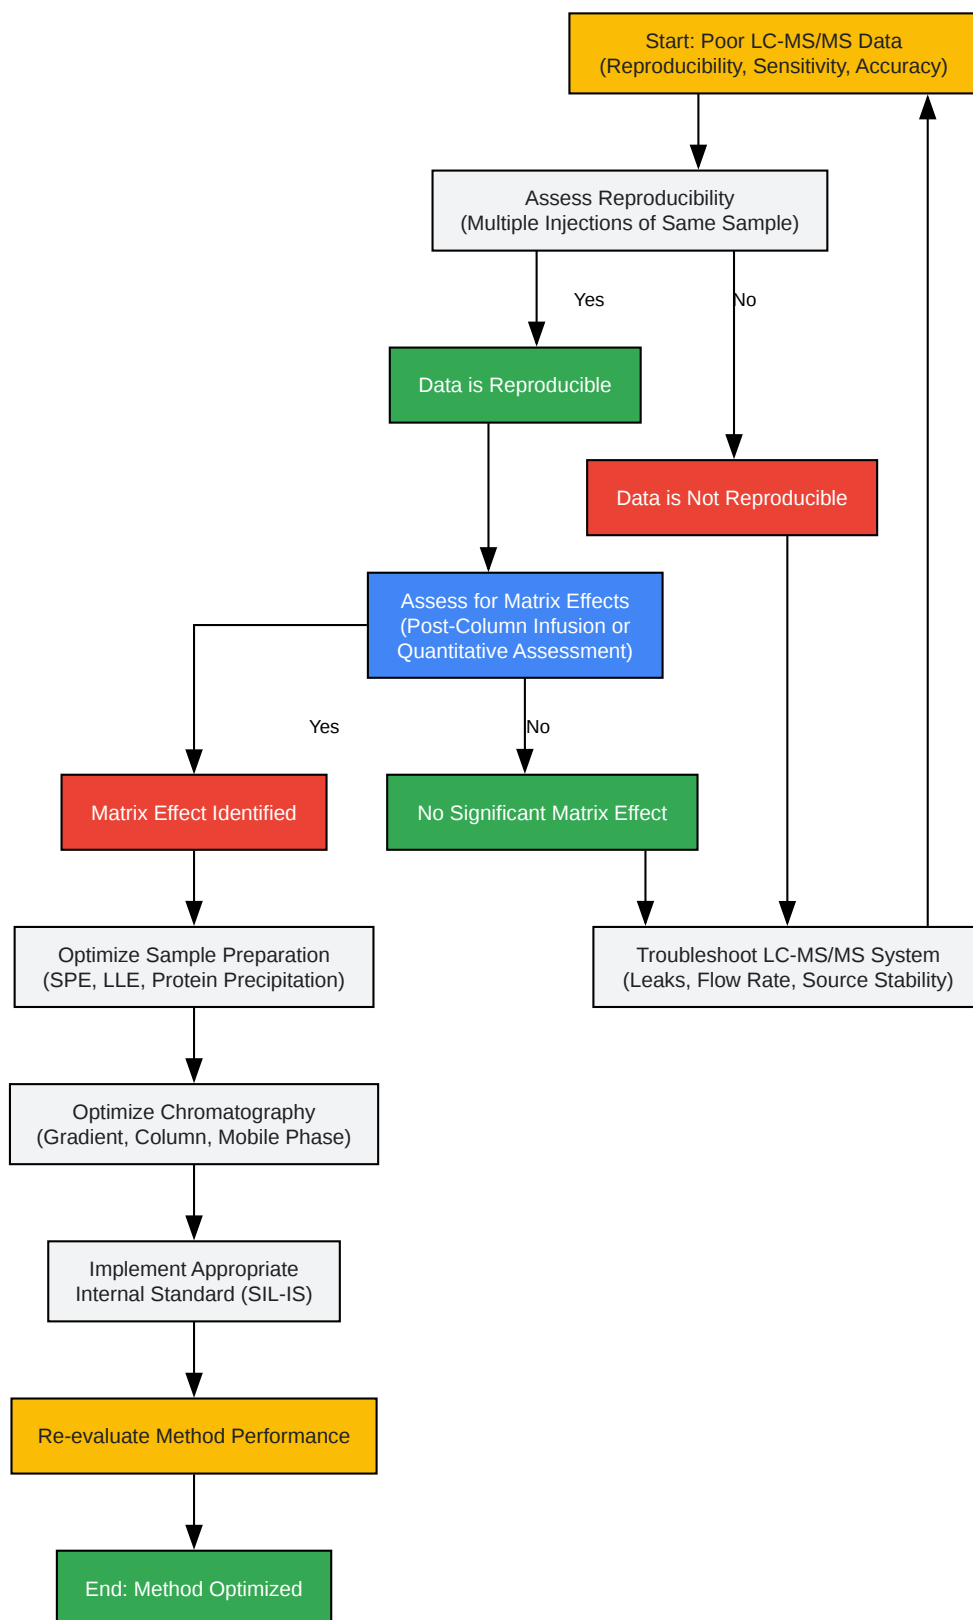 Start: Poor LC-MS/MS Data
(Reproducibility, Sensitivity, Accuracy)
Assess Reproducibility
(Multiple Injections of Same Sample)
Yes
No
Data is Reproducible
Data is Not Reproducible
Assess for Matrix Effects
(Post-Column Infusion or
Quantitative Assessment)
Yes
No
Matrix Effect Identified
No Significant Matrix Effect
Optimize Sample Preparation
(SPE, LLE, Protein Precipitation)
Troubleshoot LC-MS/MS System
(Leaks, Flow Rate, Source Stability)
Optimize Chromatography
(Gradient, Column, Mobile Phase)
Implement Appropriate
Internal Standard (SIL-IS)
Re-evaluate Method Performance
End: Method Optimized